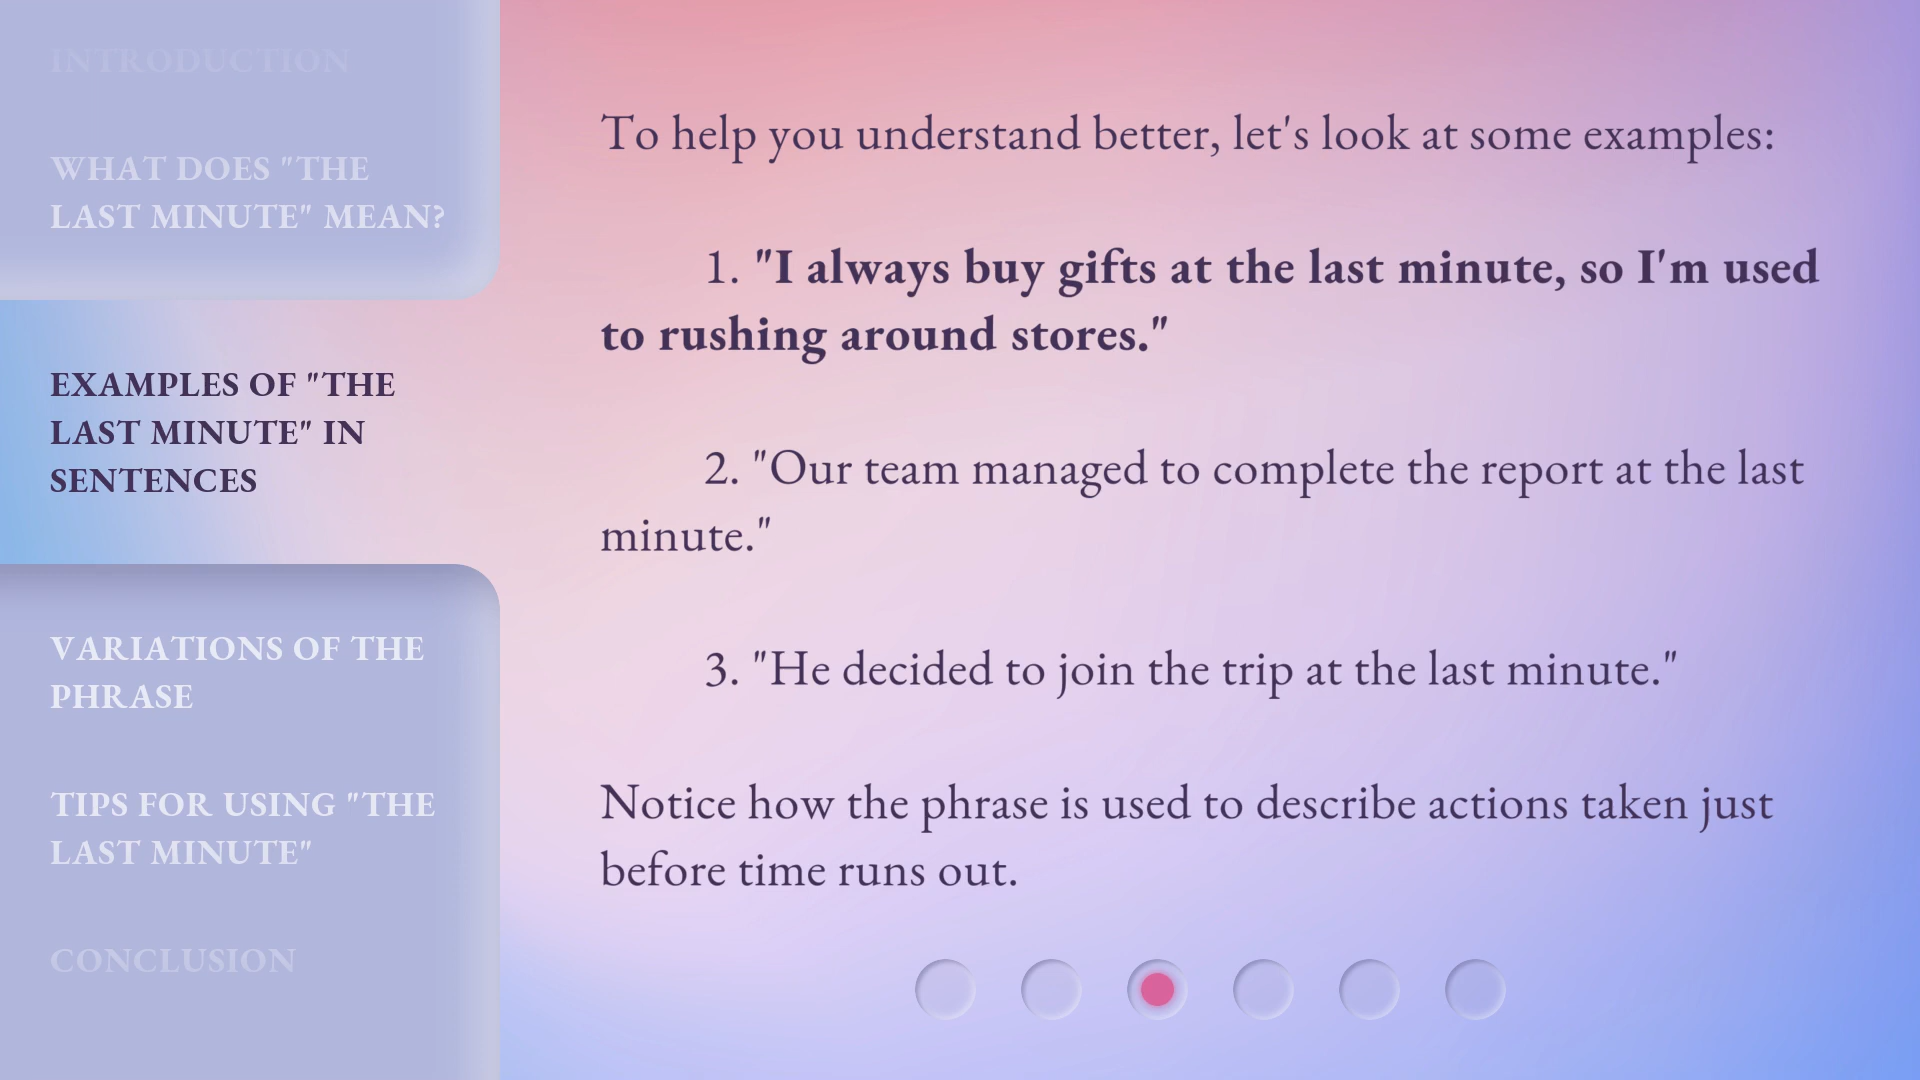 INTRODUCTION
WHAT DOES "THE
LAST MINUTE" MEAN?
EXAMPLES OF "THE
LAST MINUTE" IN
SENTENCES
VARIATIONS OF THE
PHRASE
TIPS FOR USING "THE
LAST MINUTE"
CONCLUSION
To help you understand better, let's look at some examples:
1. "I always buy gifts at the last minute, so I'm used
to rushing around stores."
2. "Our team managed to complete the report at the last
minute."
3. "He decided to join the trip at the last minute."
Notice how the phrase is used to describe actions taken just
before time runs out.